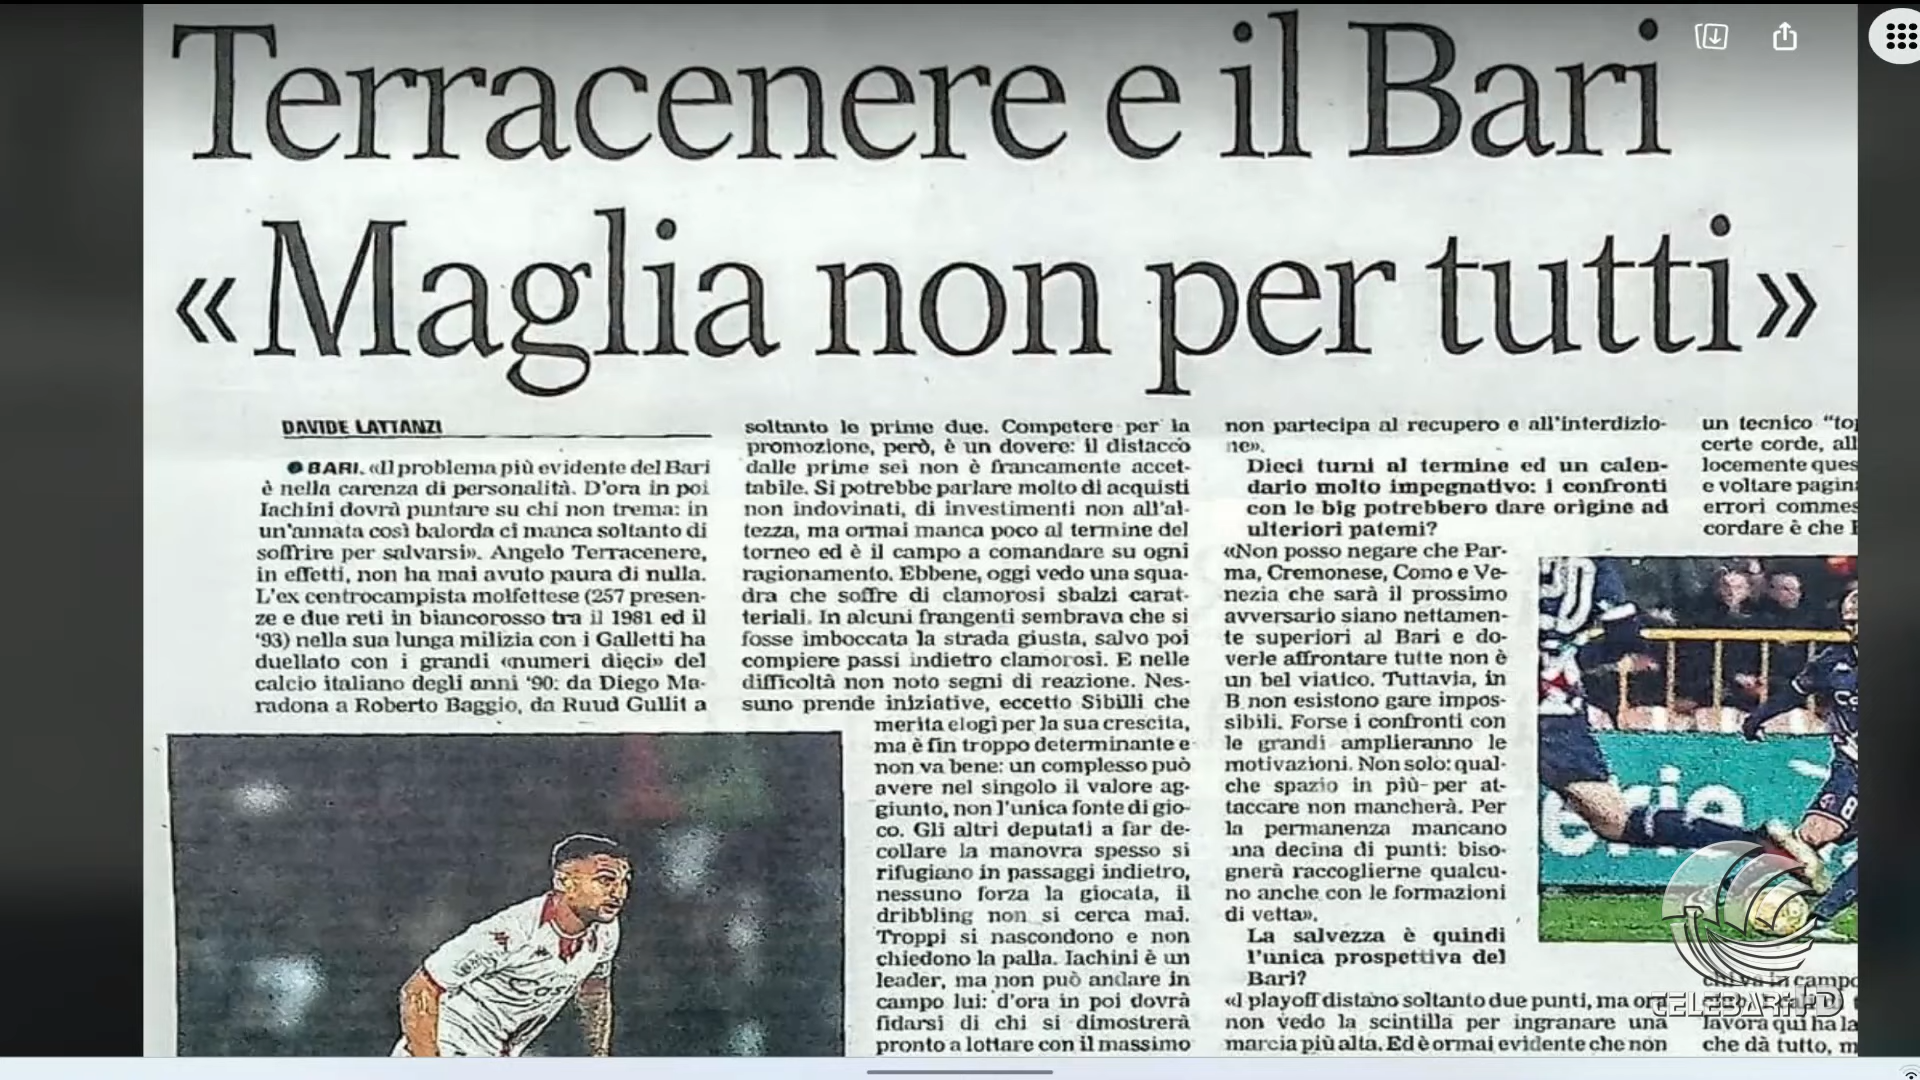 Terracenere e il Bari
«Maglia non per tutti»
DAVIDE LATTANZI
BARI. «Il problema più evidente del Bari
è nella carenza di personalità. D'ora in poi
Iachini dovrà puntare su chi non trema: in
un'annata così balorda ci manca soltanto di
soffrire per salvarsi». Angelo Terracenere,
in effetti, non ha mai avuto paura di nulla.
L'ex centrocampista molfettese (257 presen-
ze e due reti in biancorosso tra il 1981 ed il
'93) nella sua lunga milizia con i Galletti ha
duellato con i grandi «numeri dieci» del
calcio italiano degli anni '90: da Diego Ma-
radona a Roberto Baggio, da Ruud Gullit a
soltanto le prime due. Competere per la
promozione, però, è un dovere: il distacco
dalle prime sei non è francamente accet-
tabile. Si potrebbe parlare molto di acquisti
non indovinati, di investimenti non all'al-
tezza, ma ormai manca poco al termine del
torneo ed è il campo a comandare su ogni
ragionamento. Ebbene, oggi vedo una squa-
dra che soffre di clamorosi sbalzi carat-
teriali. In alcuni frangenti sembrava che si
fosse imboccata la strada giusta, salvo poi
compiere passi indietro clamorosi. E nelle
difficoltà non noto segni di reazione. Nes-
suno prende iniziative, eccetto Sibilli che
merita elogi per la sua crescita,
ma è fin troppo determinante e
non va bene: un complesso può
avere nel singolo il valore ag-
giunto, non l'unica fonte di gio-
co. Gli altri deputati a far de-
collare la manovra spesso si
rifugiano in passaggi indietro,
nessuno forza la giocata, il
dribbling non si cerca mai.
Troppi si nascondono e non
chiedono la palla. Iachini è un
leader, ma non può andare in
campo lui: d'ora in poi dovrà
fidarsi di chi si dimostrerà
pronto a lottare con il massimo
non partecipa al recupero e all'interdizio-
ne».
Dieci turni al termine ed un calen-
dario molto impegnativo: i confronti
con le big potrebbero dare origine ad
ulteriori patemi?
«Non posso negare che Par-
ma, Cremonese, Como e Ve-
nezia che sarà il prossimo
avversario siano nettamen-
te superiori al Bari e do-
verle affrontare tutte non è
un bel viatico. Tuttavia, in
B non esistono gare impos-
sibili. Forse i confronti con
le grandi amplieranno le
motivazioni. Non solo: qual-
che spazio in più per at-
taccare non mancherà. Per
la permanenza mancano
una decina di punti: biso-
gnerà raccoglierne qualcu-
no anche con le formazioni
di vetta».
La salvezza è quindi
l'unica prospettiva del
Bari?
«I playoff distano soltanto due punti, ma ora
non vedo la scintilla per ingranare una
marcia più alta. Ed è ormai evidente che non
un tecnico "top
certe corde, all
locemente ques
e voltare pagina
errori commes
cordare è che
chi va in campo
lavora qui ha la
che dà tutto, m
erie
TELEBARI HD